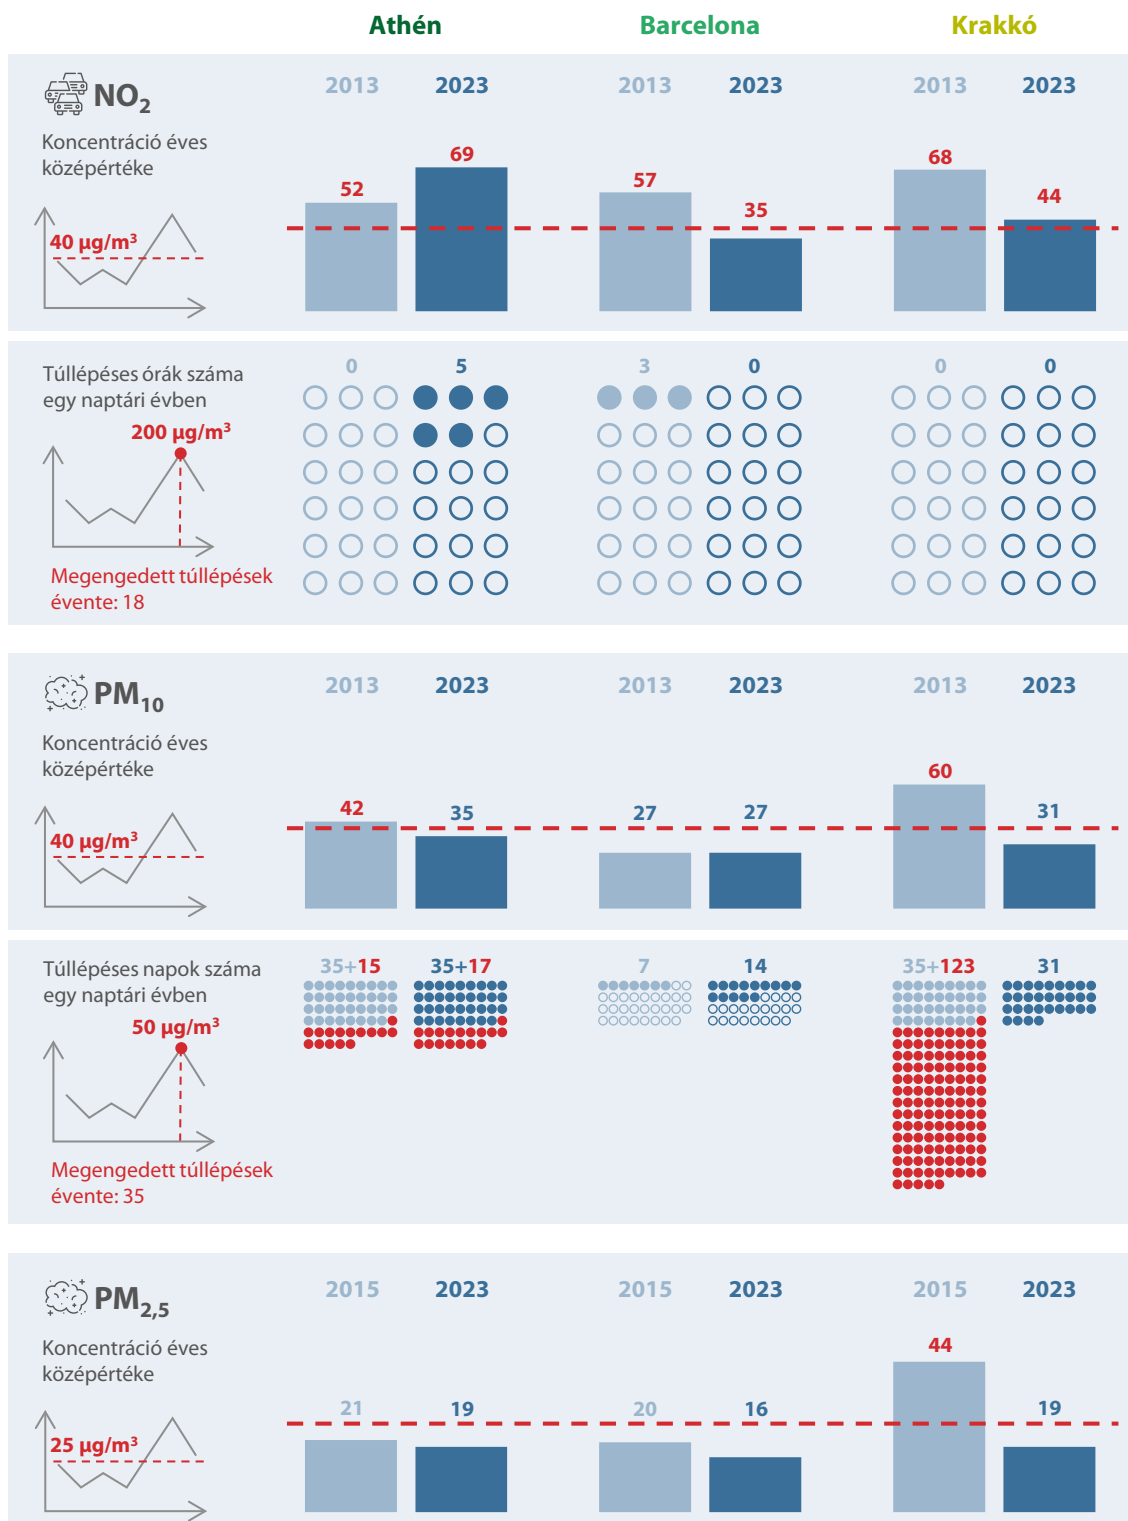 Athén Barcelona Krakkó
NO2 2013 2023 2013 2023 2013 2023
Koncentráció éves
középértéke
52 69 57 35 68 44
40 µg/m³
Túllépéses órák száma
egy naptári évben
0 5 3 0 0 0
200 µg/m³
Megengedett túllépések
évente: 18
PM10 2013 2023 2013 2023 2013 2023
Koncentráció éves
középértéke
42 35 27 27 60 31
40 µg/m³
Túllépéses napok száma
egy naptári évben
35+15 35+17 7 14 35+123 31
50 µg/m³
Megengedett túllépések
évente: 35
PM2,5 2015 2023 2015 2023 2015 2023
Koncentráció éves
középértéke
21 19 20 16 44 19
25 µg/m³